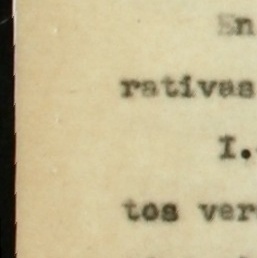 En
rativas
I.
tos ver